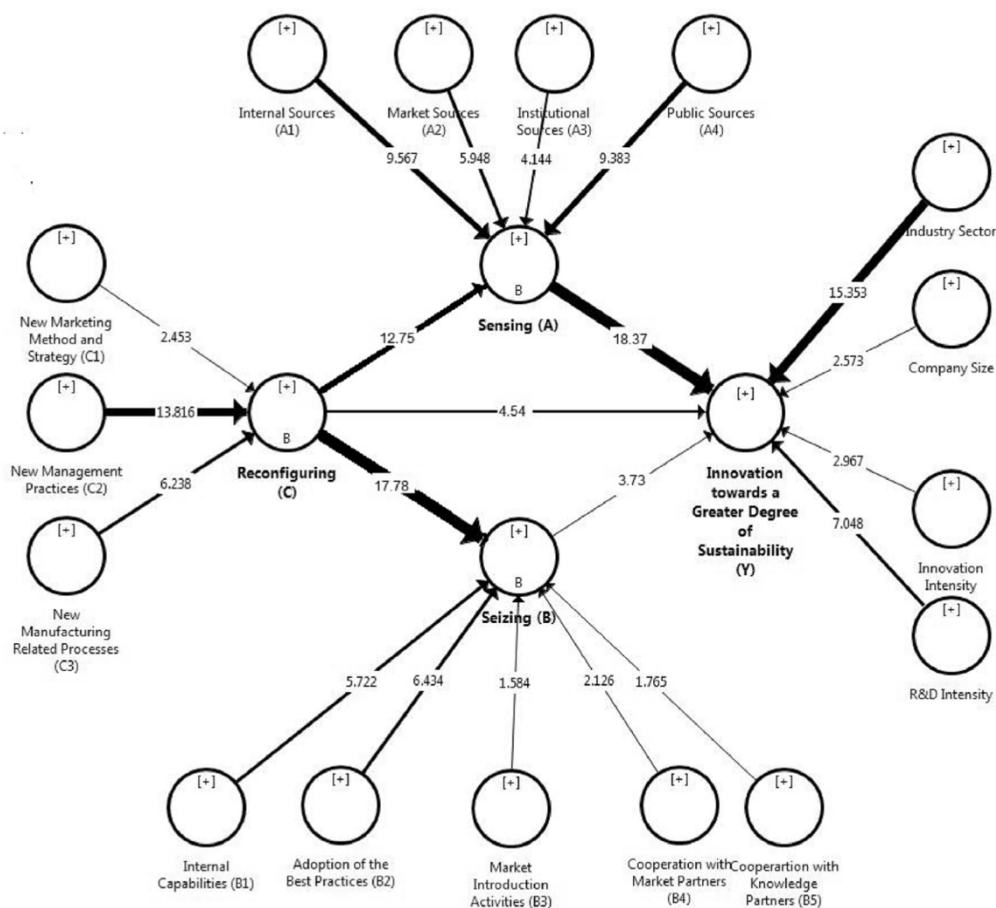 [+]
[+]
[+]
[+]
Internal Sources
(A1)
Market Sources
(A2)
Institutional
Sources (A3)
Public Sources
(A4)
9.567
5.948
4.144
9.383
[+]
Industry Sector
15.353
[+]
New Marketing
Method and
Strategy (C1)
2.453
[+]
B
Sensing (A)
12.75
18.37
[+]
Company Size
2.573
[+]
New Management
Practices (C2)
13.816
[+]
B
Reconfiguring
(C)
4.54
[+]
Innovation
towards a
Greater Degree
of
Sustainability
(Y)
2.967
[+]
Innovation
Intensity
6.238
17.78
3.73
7.048
[+]
New
Manufacturing
Related Processes
(C3)
[+]
B
Seizing (B)
[+]
R&D Intensity
5.722
6.434
1.584
2.126
1.765
[+]
[+]
[+]
[+]
[+]
Internal
Capabilities (B1)
Adoption of the
Best Practices (B2)
Market
Introduction
Activities (B3)
Cooperation with
Market Partners
(B4)
Cooperartion with
Knowledge
Partners (B5)